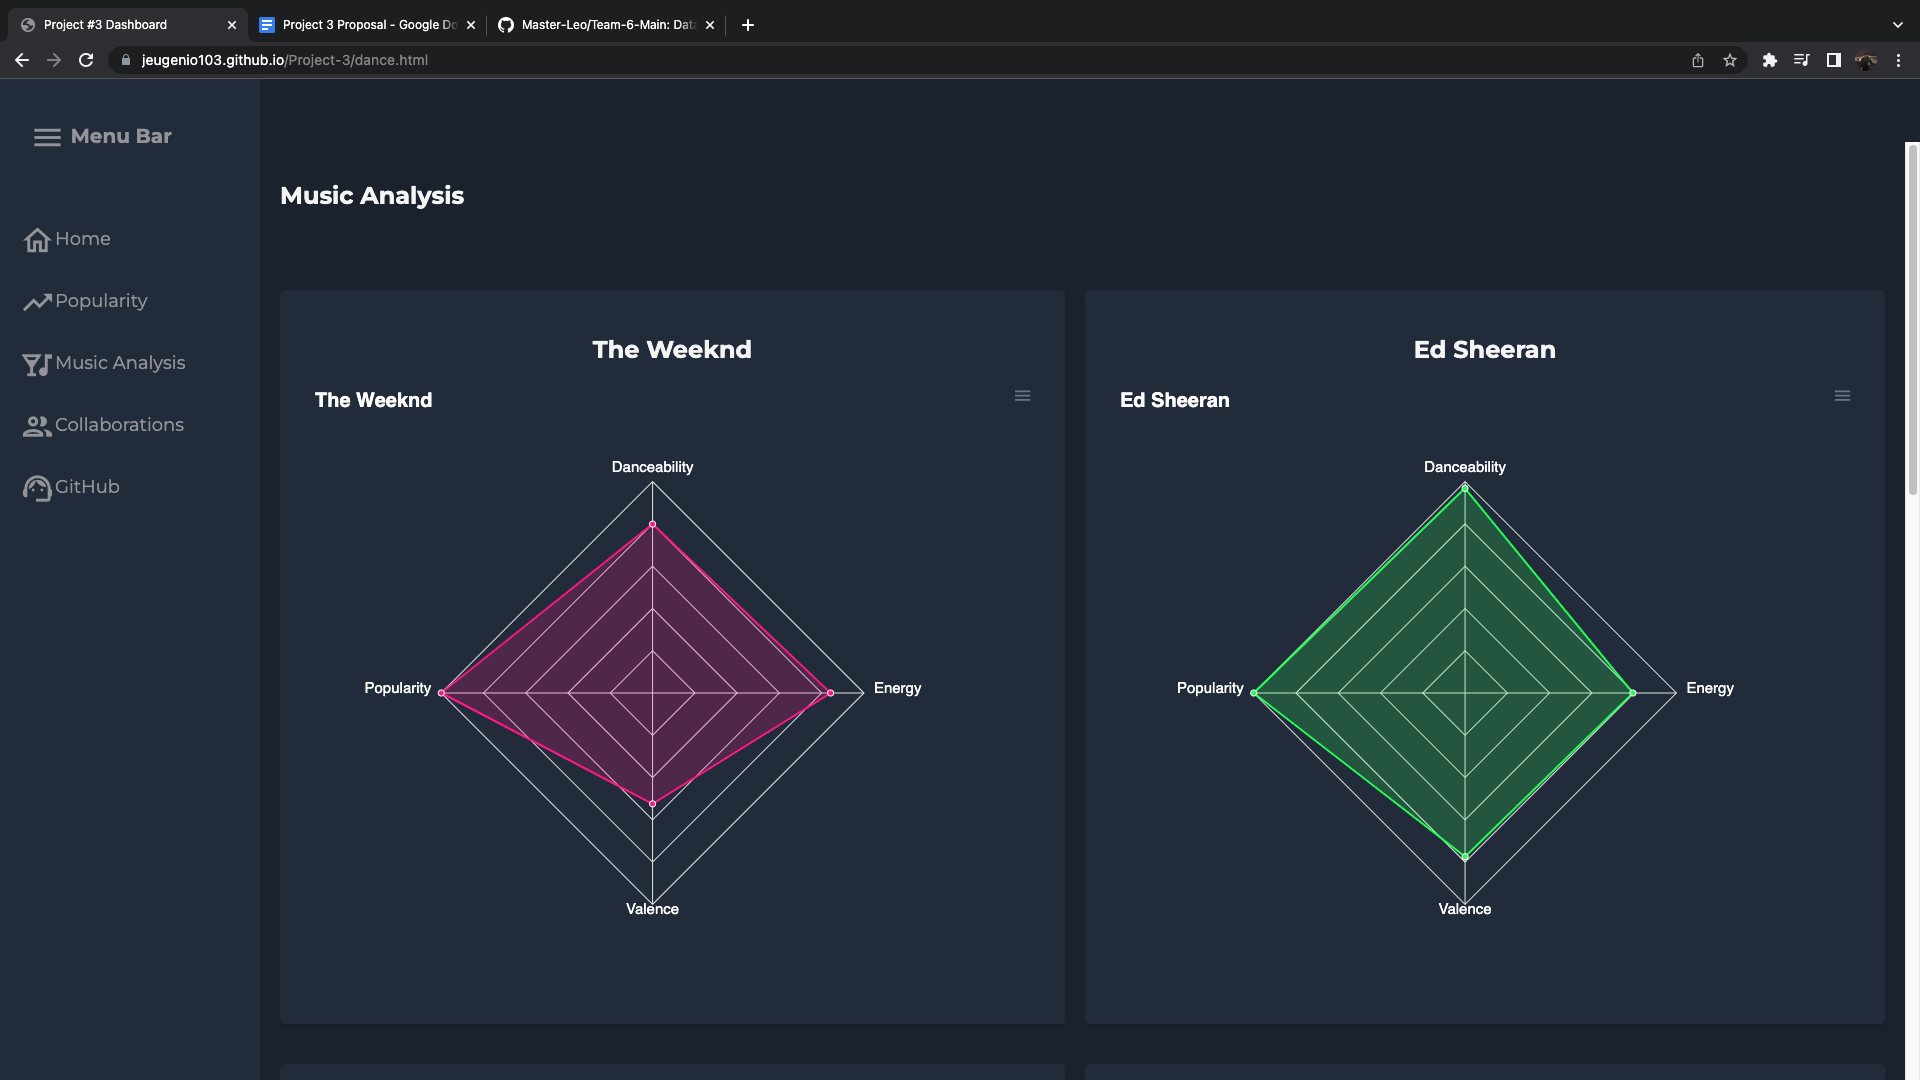 Project #3 Dashboard
Project 3 Proposal - Google Do
Master-Leo/Team-6-Main: Data
jeugenio103.github.io/Project-3/dance.html
Menu Bar
Home
Popularity
Music Analysis
Collaborations
GitHub
Music Analysis
The Weeknd
The Weeknd
Danceability
Popularity
Energy
Valence
Ed Sheeran
Ed Sheeran
Danceability
Popularity
Energy
Valence